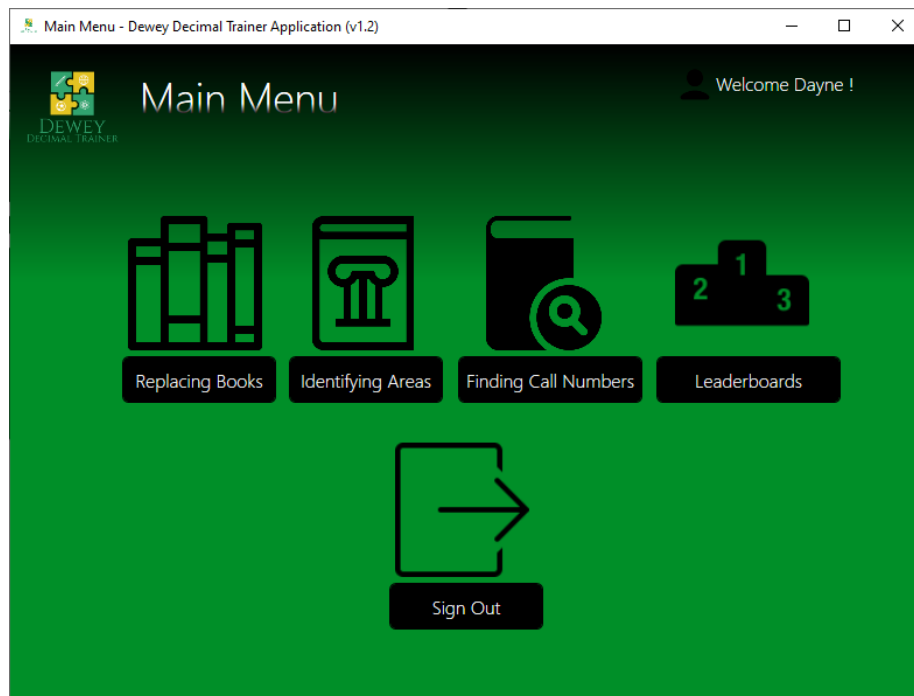 Main Menu - Dewey Decimal Trainer Application (v1.2)
Main Menu
Welcome Dayne !
DEWEY
DECIMAL TRAINER
1
2
3
Replacing Books
Identifying Areas
Finding Call Numbers
Leaderboards
Sign Out